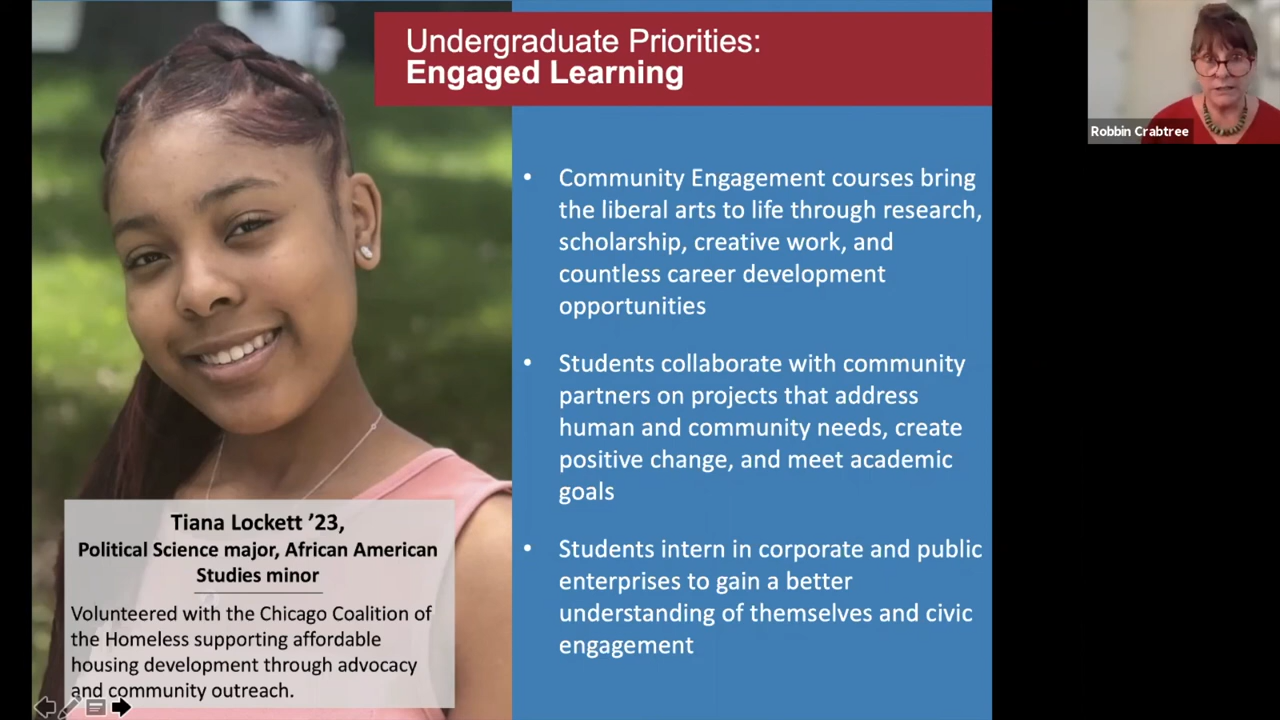 Undergraduate Priorities:
Engaged Learning
Robbin Crabtree
• Community Engagement courses bring
the liberal arts to life through research,
scholarship, creative work, and
countless career development
opportunities
• Students collaborate with community
partners on projects that address
human and community needs, create
positive change, and meet academic
goals
• Students intern in corporate and public
enterprises to gain a better
understanding of themselves and civic
engagement
Tiana Lockett ’23,
Political Science major, African American
Studies minor
Volunteered with the Chicago Coalition of
the Homeless supporting affordable
housing development through advocacy
and community outreach.